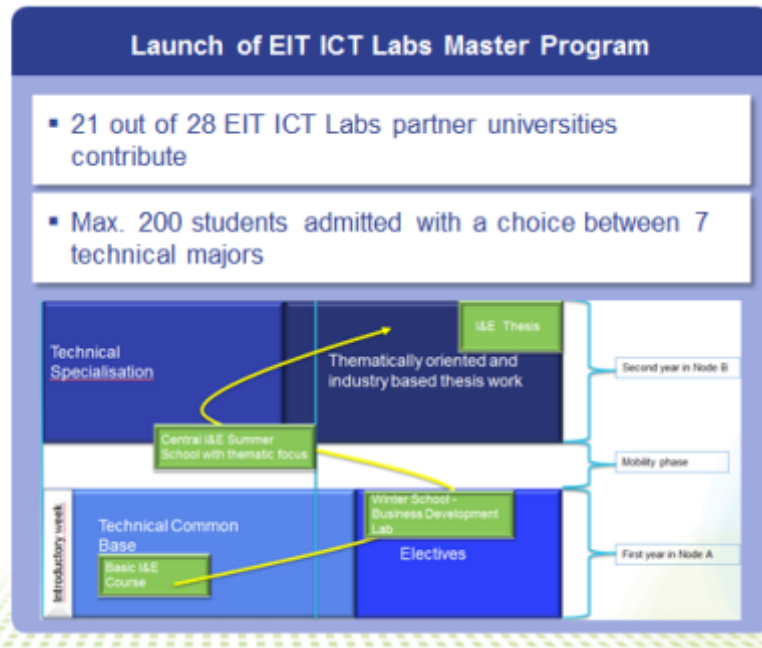 Launch of EIT ICT Labs Master Program
▪ 21 out of 28 EIT ICT Labs partner universities
contribute
▪ Max. 200 students admitted with a choice between 7
technical majors
I&E Thesis
Technical
Specialisation
Thematically oriented and
industry based thesis work
Second year in Node B
Central I&E Summer
School with thematic focus
Mobility phase
Introductory week
Technical Common
Base
Winter School -
Business Development
Lab
Electives
Basic I&E
Course
First year in Node A